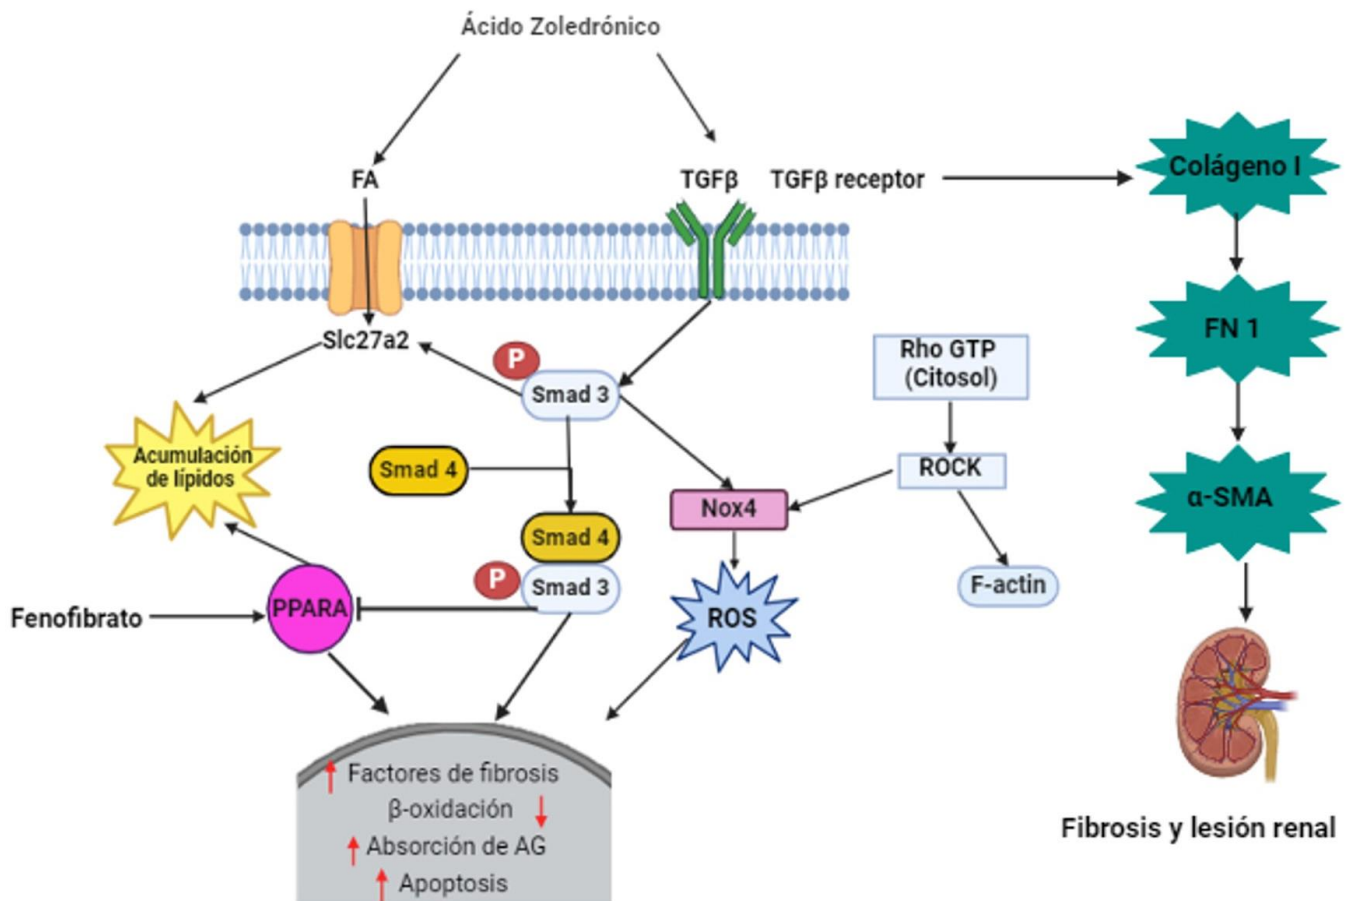 Ácido Zoledrónico
FA
TGFβ
TGFβ receptor
Colágeno I
FN 1
α-SMA
Fibrosis y lesión renal
Slc27a2
P
Smad 3
Rho GTP
(Citosol)
ROCK
F-actin
Nox4
ROS
Acumulación
de lípidos
Smad 4
Smad 4
P
Smad 3
PPARA
Fenofibrato
Factores de fibrosis
β-oxidación
Absorción de AG
Apoptosis